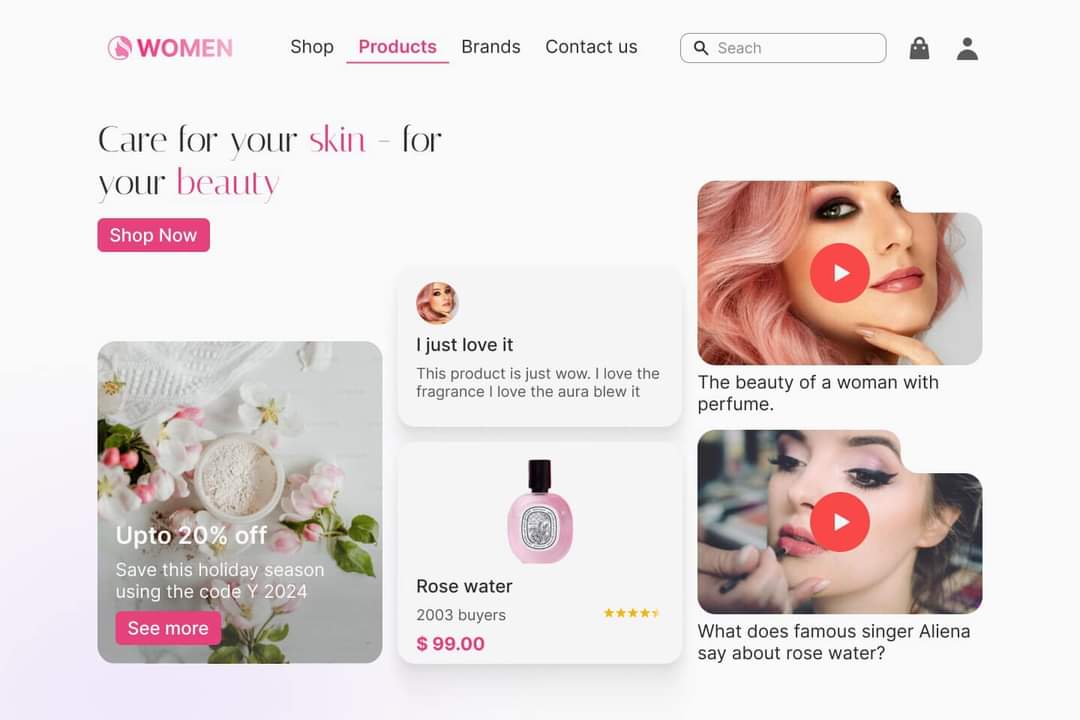 WOMEN
Shop
Products
Brands
Contact us
Seach
Care for your skin - for
your beauty
Shop Now
Upto 20% off
Save this holiday season
using the code Y 2024
See more
I just love it
This product is just wow. I love the
fragrance I love the aura blew it
Rose water
2003 buyers
$ 99.00
The beauty of a woman with
perfume.
What does famous singer Aliena
say about rose water?